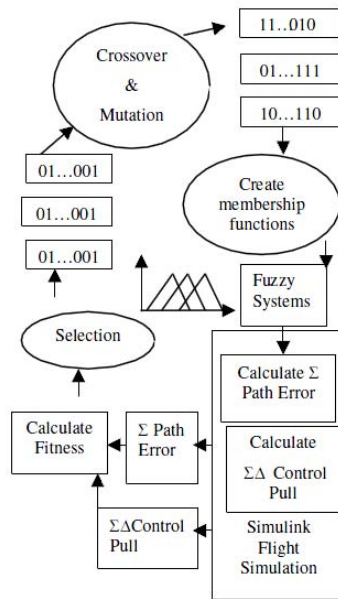 Crossover
&
Mutation
11..010
01…111
10…110
01…001
01…001
01…001
Create
membership
functions
Fuzzy
Systems
Selection
Calculate Σ
Path Error
Calculate
Fitness
Σ Path
Error
Calculate
ΣΔ Control
Pull
ΣΔControl
Pull
Simulink
Flight
Simulation